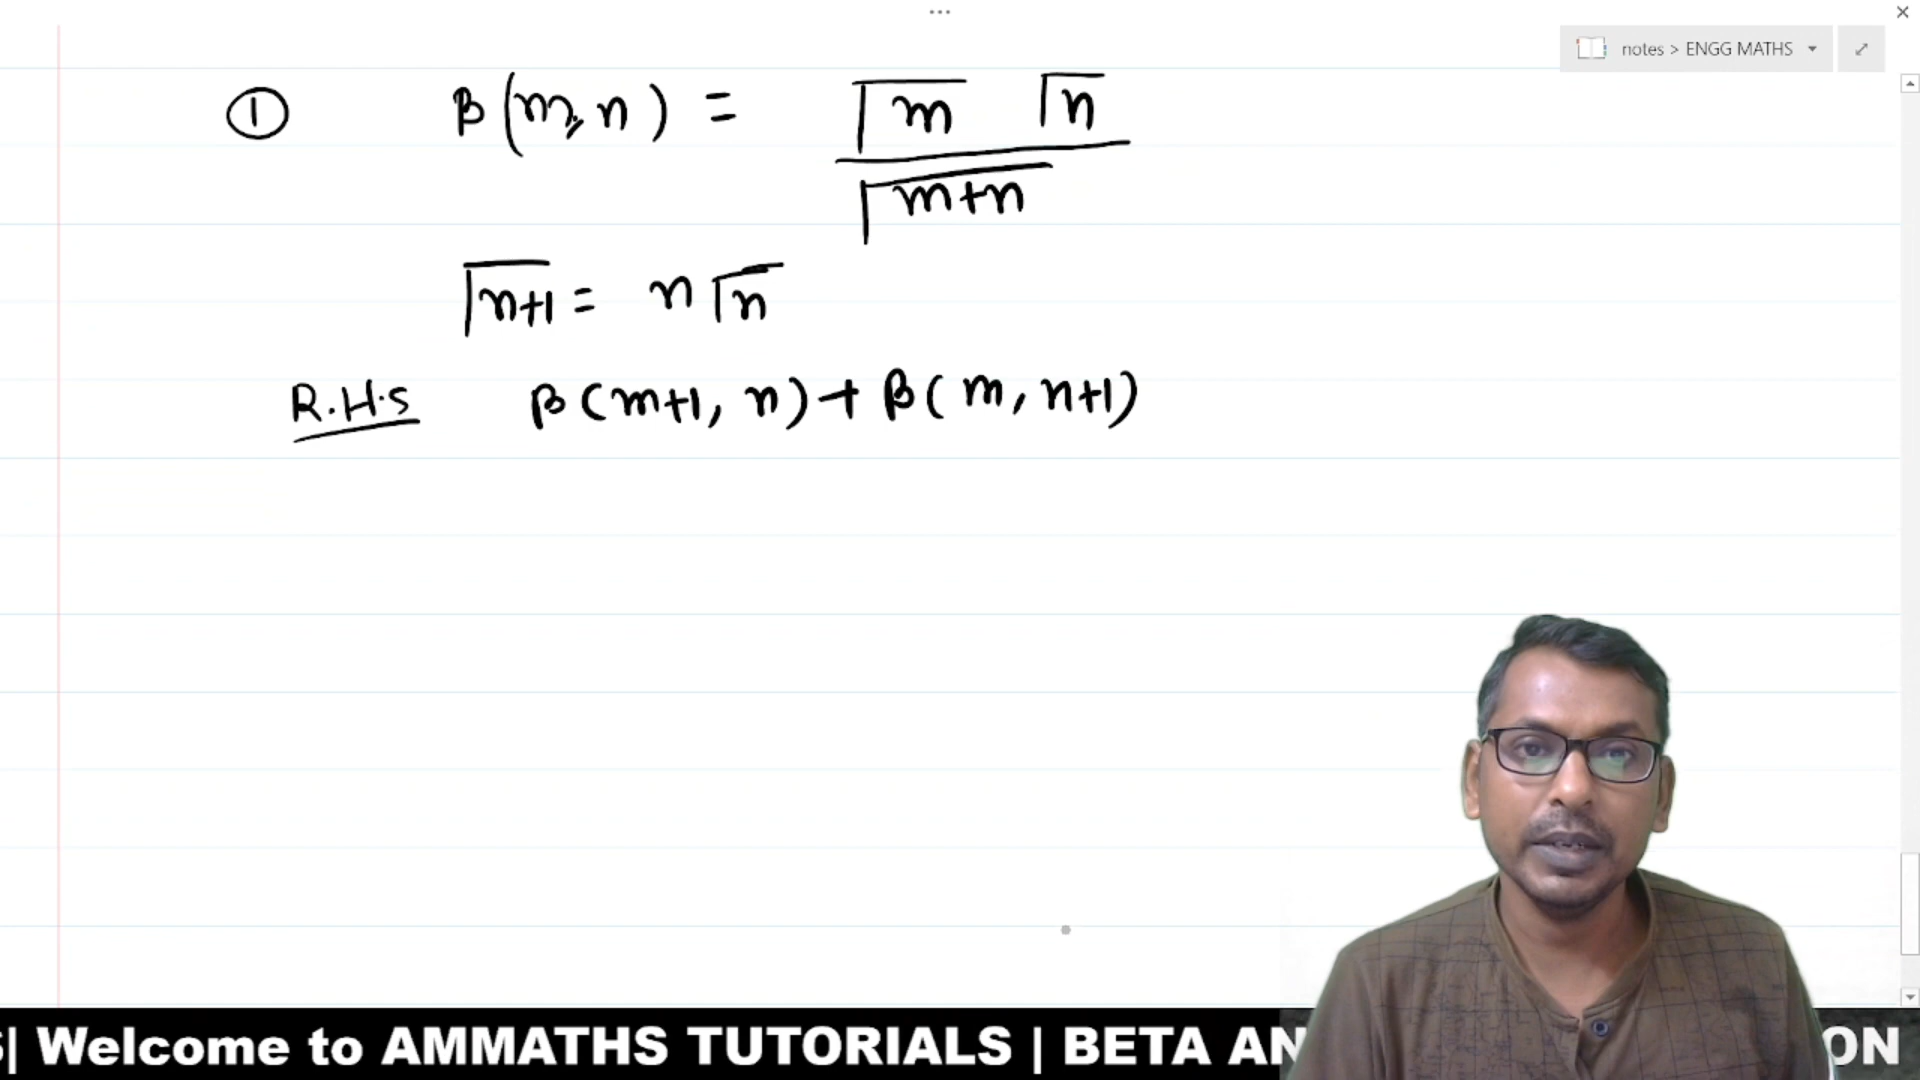 notes > ENGG MATHS
① β(m, n) = Γm Γn / Γm+n
Γn+1 = n Γn
R.H.S β(m+1, n) + β(m, n+1)
| Welcome to AMMATHS TUTORIALS | BETA AN ON